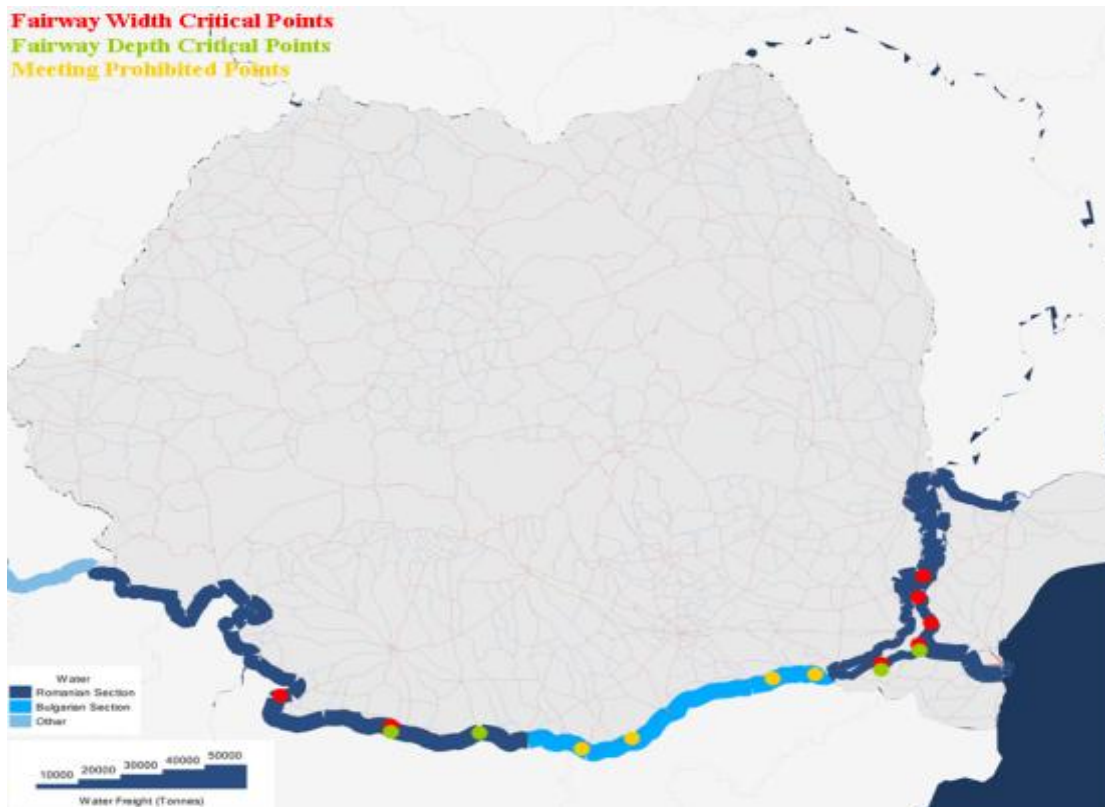 Fairway Width Critical Points
Fairway Depth Critical Points
Meeting Prohibited Points
Water
Romanian Section
Bulgarian Section
Other
10000 20000 30000 40000 50000
Water Freight (Tonnes)